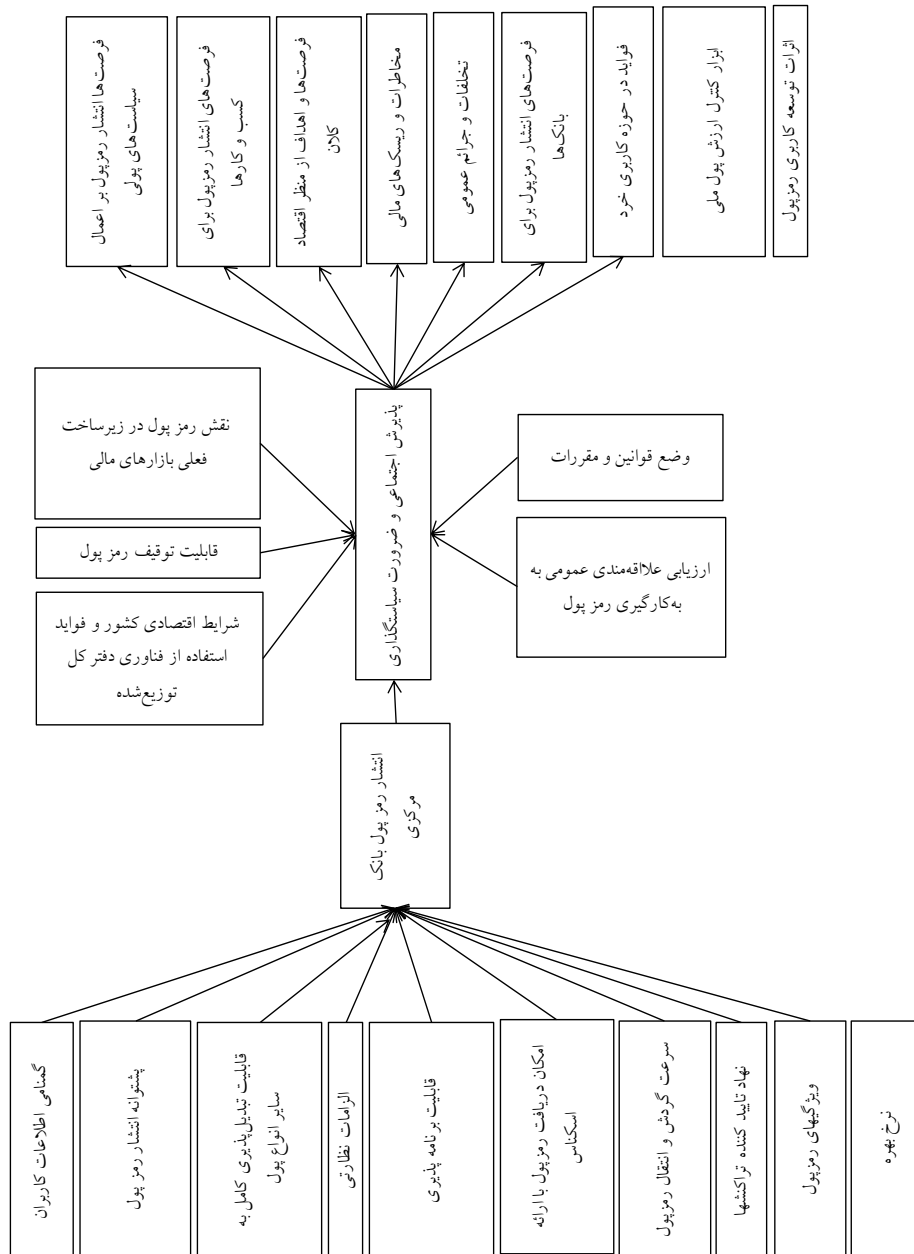 فرصت‌ها انتشار رمزپول بر اعمال
سیاست‌های پولی
فرصت‌های انتشار رمزپول برای
کسب و کارها
فرصت‌ها و اهداف از منظر اقتصاد
کلان
مخاطرات و ریسک‌های مالی
تخلفات و جرائم عمومی
فرصت‌های انتشار رمزپول برای
بانک‌ها
فواید در حوزه کاربری خرد
ابزار کنترل ارزش پول ملی
اثرات توسعه کاربری رمزپول
نقش رمز پول در زیرساخت
فعلی بازارهای مالی
قابلیت توقیف رمز پول
شرایط اقتصادی کشور و فواید
استفاده از فناوری دفتر کل
توزیع‌شده
پذیرش اجتماعی و ضرورت سیاستگذاری
وضع قوانین و مقررات
ارزیابی علااقه‌مندی عمومی به
به‌کارگیری رمز پول
انتشار رمز پول بانک
مرکزی
گمنامی اطلاعات کاربران
پشتوانه انتشار رمز پول
قابلیت تبدیل‌پذیری کامل به
سایر انواع پول
الزامات نظارتی
قابلیت برنامه پذیری
امکان دریافت رمزپول با ارائه
اسکناس
سرعت گردش و انتقال رمزپول
نهاد تایید کننده تراکنشها
ویژگیهای رمزپول
نرخ بهره